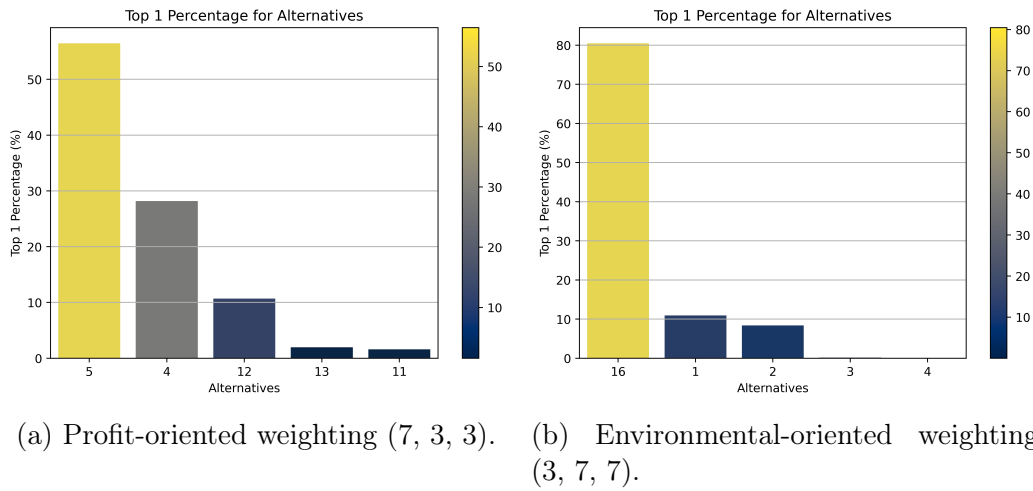 Top 1 Percentage for Alternatives
50
40
30
20
10
0
Top 1 Percentage (%)
5 4 12 13 11
Alternatives
50
40
30
20
10
(a) Profit-oriented weighting (7, 3, 3).
Top 1 Percentage for Alternatives
80
70
60
50
40
30
20
10
0
Top 1 Percentage (%)
16 1 2 3 4
Alternatives
80
70
60
50
40
30
20
10
(b) Environmental-oriented weighting
(3, 7, 7).